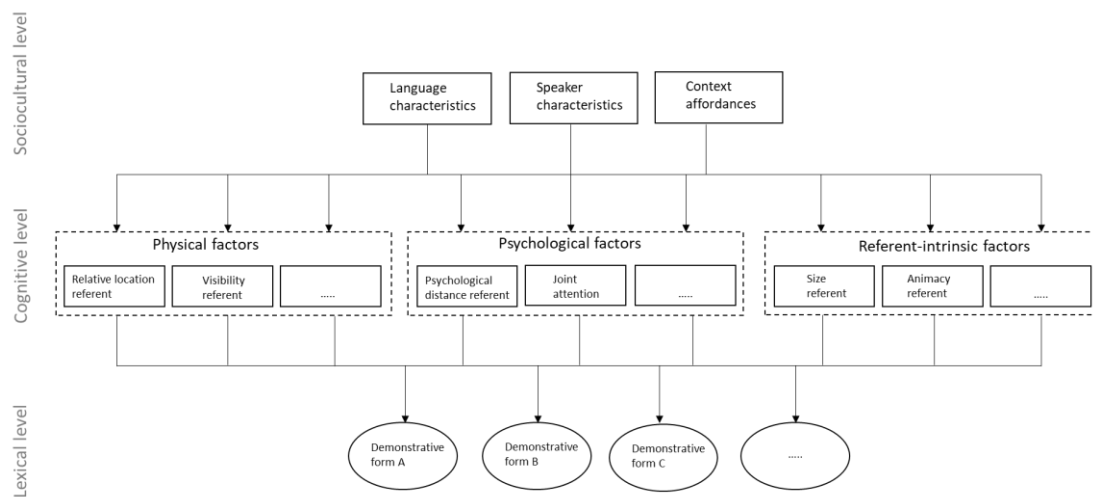 Sociocultural level
Language
characteristics
Speaker
characteristics
Context
affordances
Cognitive level
Physical factors
Relative location
referent
Visibility
referent
.....
Psychological factors
Psychological
distance referent
Joint
attention
.....
Referent-intrinsic factors
Size
referent
Animacy
referent
.....
Lexical level
Demonstrative
form A
Demonstrative
form B
Demonstrative
form C
.....